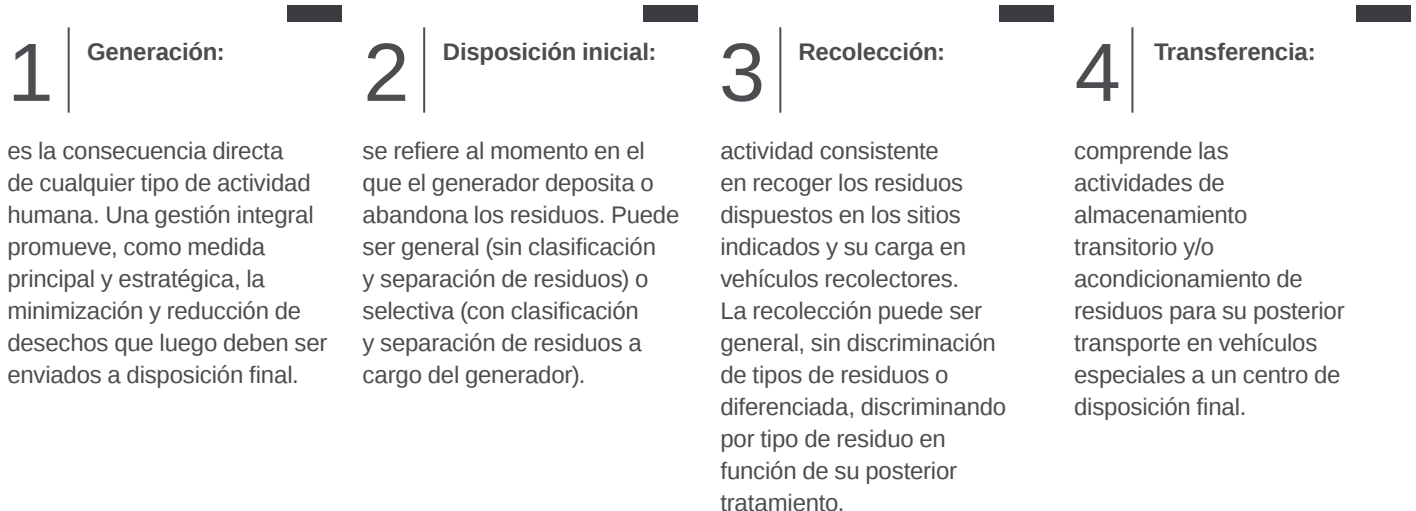 1
Generación:
es la consecuencia directa
de cualquier tipo de actividad
humana. Una gestión integral
promueve, como medida
principal y estratégica, la
minimización y reducción de
desechos que luego deben ser
enviados a disposición final.
2
Disposición inicial:
se refiere al momento en el
que el generador deposita o
abandona los residuos. Puede
ser general (sin clasificación
y separación de residuos) o
selectiva (con clasificación
y separación de residuos a
cargo del generador).
3
Recolección:
actividad consistente
en recoger los residuos
dispuestos en los sitios
indicados y su carga en
vehículos recolectores.
La recolección puede ser
general, sin discriminación
de tipos de residuos o
diferenciada, discriminando
por tipo de residuo en
función de su posterior
tratamiento.
4
Transferencia:
comprende las
actividades de
almacenamiento
transitorio y/o
acondicionamiento de
residuos para su posterior
transporte en vehículos
especiales a un centro de
disposición final.